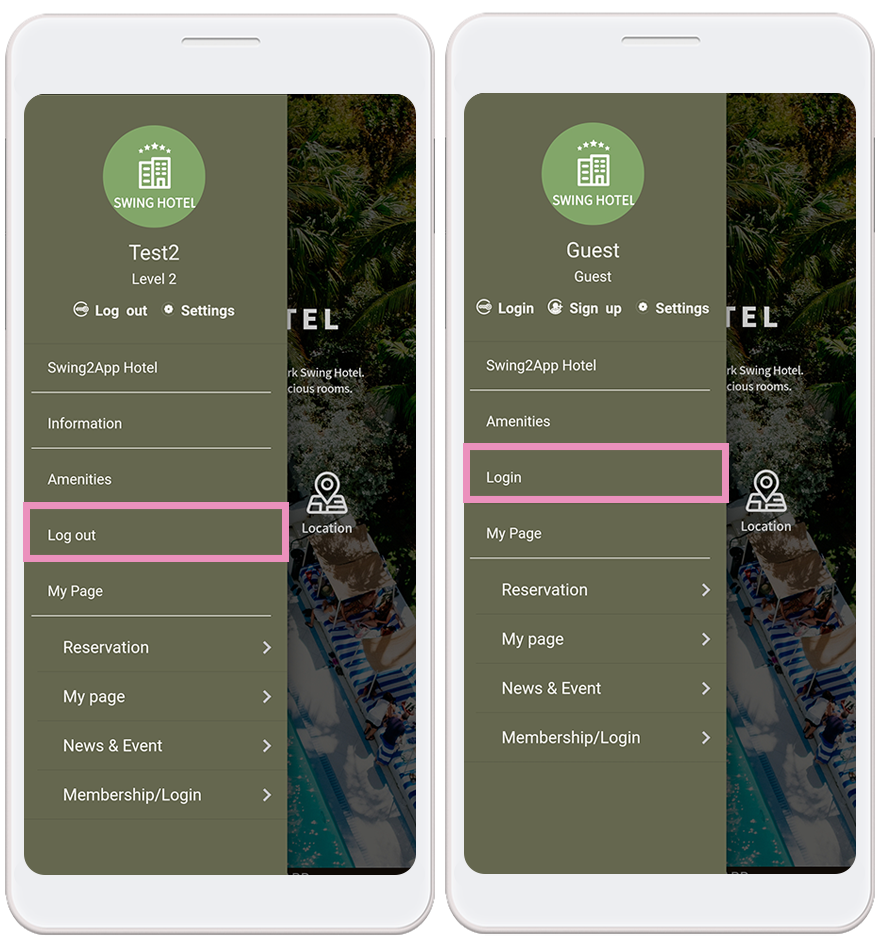 SWING HOTEL
Test2
Level 2
Log out Settings
Swing2App Hotel
Information
Amenities
Log out
My Page
Reservation
My page
News & Event
Membership/Login
TEL
rk Swing Hotel.
cious rooms.
Location
SWING HOTEL
Guest
Guest
Login Sign up Settings
Swing2App Hotel
Amenities
Login
My Page
Reservation
My page
News & Event
Membership/Login
TEL
rk Swing Hotel.
cious rooms.
Location